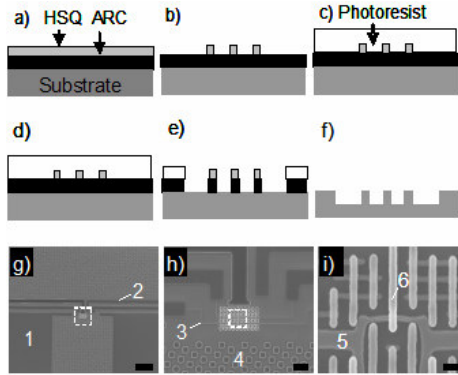 a) HSQ ARC
Substrate
b)
c) Photoresist
d)
e)
f)
g)
2
1
h)
3
4
i)
6
5